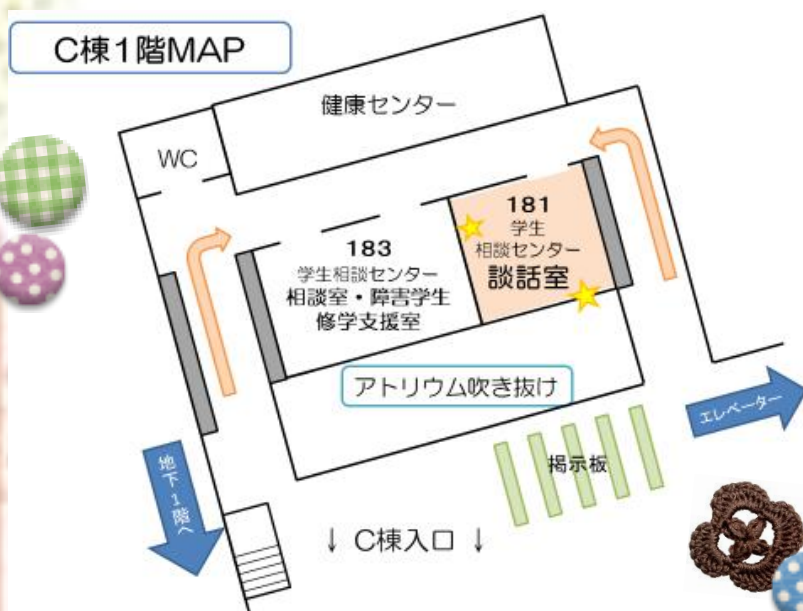 C棟1階MAP
健康センター
WC
181
学生
相談センター
談話室
183
学生相談センター
相談室・障害学生
修学支援室
アトリウム吹き抜け
エレベーター
掲示板
地下1階へ
↓ C棟入口 ↓